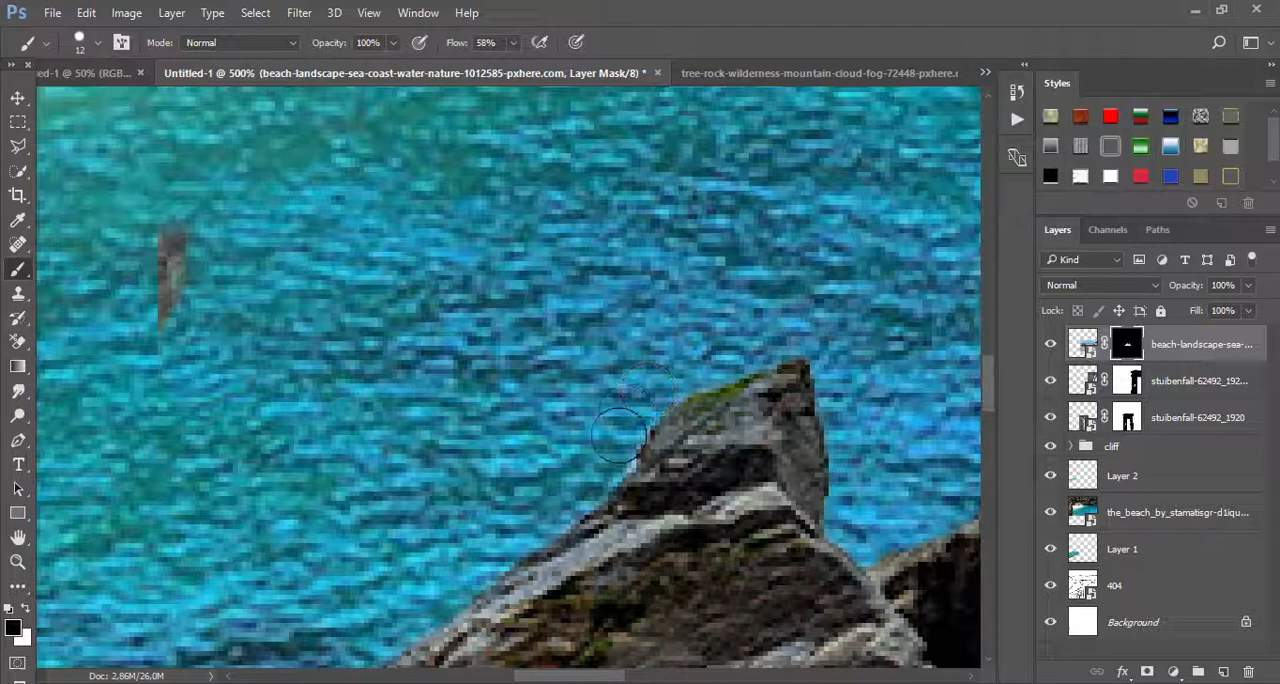 Ps File Edit Image Layer Type Select Filter 3D View Window Help
12 Mode: Normal Opacity: 100% Flow: 58%
led-1 @ 50% (RGB... × Untitled-1 @ 500% (beach-landscape-sea-coast-water-nature-1012585-pxhere.com, Layer Mask/8) * × tree-rock-wilderness-mountain-cloud-fog-72448-pxhere.c
Styles
Layers Channels Paths
Kind
Normal Opacity: 100%
Lock: Fill: 100%
beach-landscape-sea-...
stuibenfall-62492_192...
stuibenfall-62492_1920
cliff
Layer 2
the_beach_by_stamatisgr-d1iqu...
Layer 1
404
Background
Doc: 2,86M/26,0M